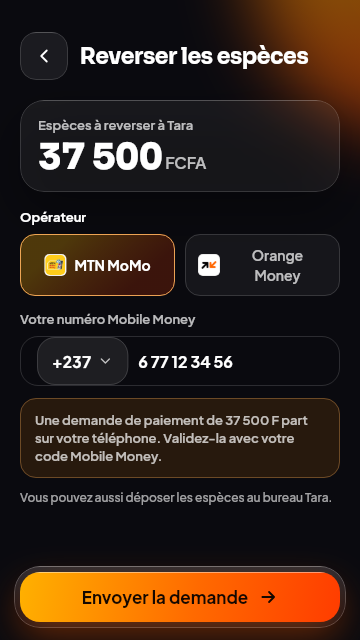 Reverser les espèces
Espèces à reverser à Tara
37 500 FCFA
Opérateur
MTN MoMo
Orange
Money
Votre numéro Mobile Money
+237
6 77 12 34 56
Une demande de paiement de 37 500 F part
sur votre téléphone. Validez-la avec votre
code Mobile Money.
Vous pouvez aussi déposer les espèces au bureau Tara.
Envoyer la demande →